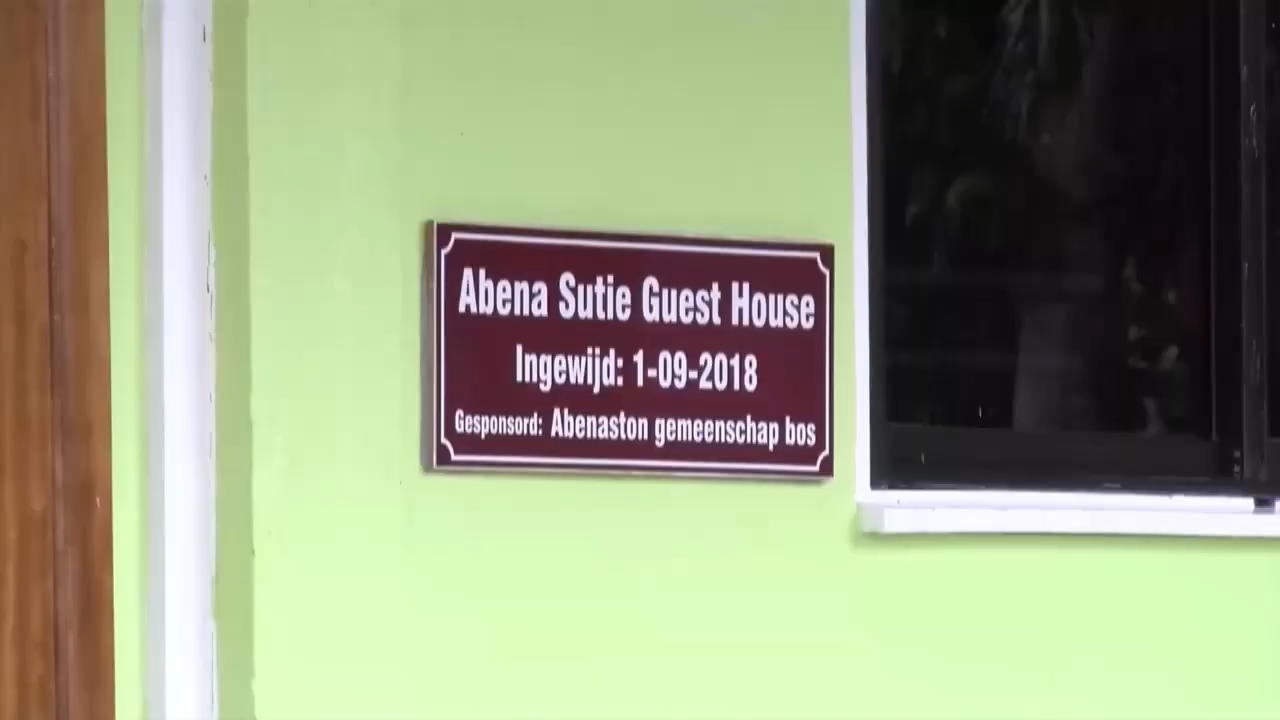 Abena Sutie Guest House
Ingewijd: 1-09-2018
Gesponsord: Abenaston gemeenschap bos